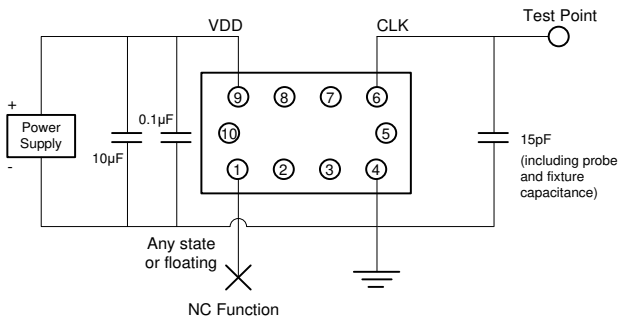 Test Point
VDD
CLK
9
8
7
6
+
Power
Supply
-
0.1µF
10µF
10
5
15pF
(including probe
and fixture
capacitance)
1
2
3
4
Any state
or floating
NC Function